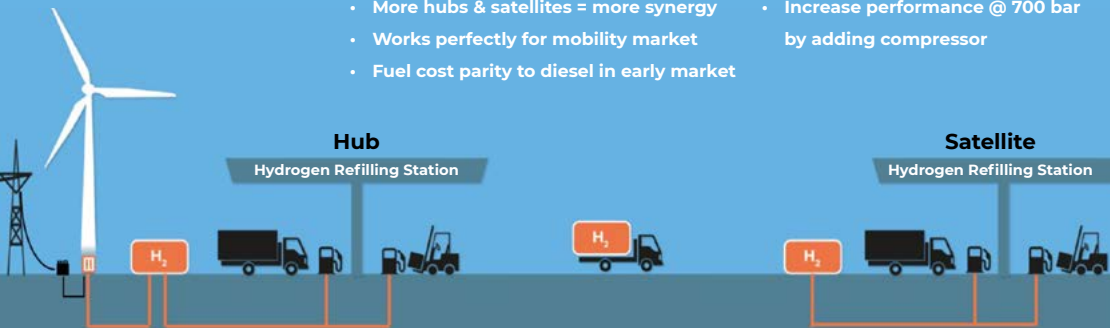 • More hubs & satellites = more synergy
• Works perfectly for mobility market
• Fuel cost parity to diesel in early market
• Increase performance @ 700 bar
by adding compressor
Hub
Hydrogen Refilling Station
Satellite
Hydrogen Refilling Station
H₂
H₂
H₂